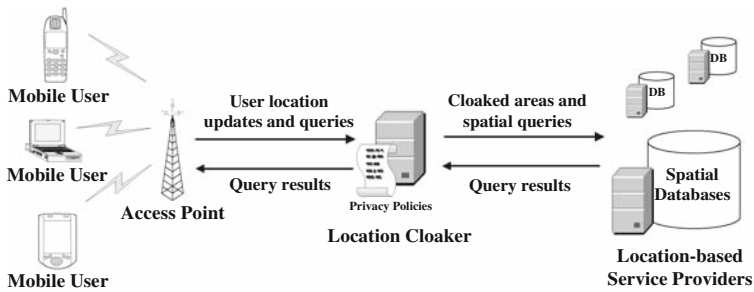 Mobile User
Mobile User
Mobile User
Access Point
User location
updates and queries
Query results
Privacy Policies
Location Cloaker
Cloaked areas and
spatial queries
Query results
DB
DB
Spatial
Databases
Location-based
Service Providers